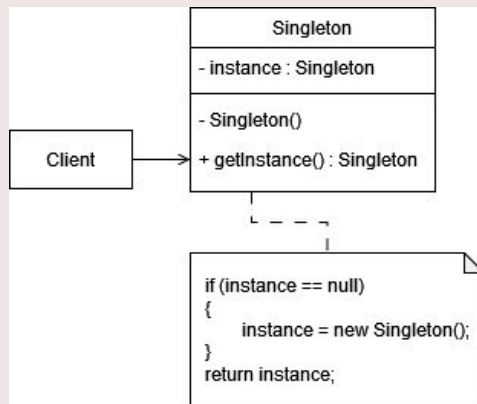 Singleton
- instance : Singleton
- Singleton()
+ getInstance() : Singleton
Client
if (instance == null)
{
instance = new Singleton();
}
return instance;